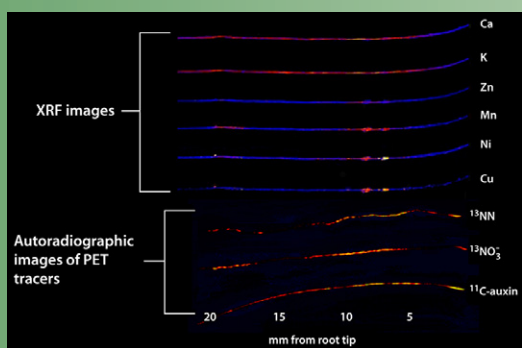 Ca
K
Zn
XRF images
Mn
Ni
Cu
¹³NN
Autoradiographic
images of PET
tracers
¹³NO₃⁻
¹¹C-auxin
20 15 10 5
mm from root tip